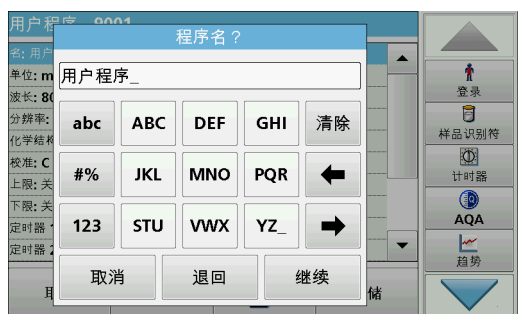 用户程序 9001
程序名？
名: 用户
单位: m
波长: 80
分辨率:
化学结构
校准: C
上限: 关
下限: 关
定时器 1
定时器 2
用户程序_
abc ABC DEF GHI 清除
#% JKL MNO PQR
123 STU VWX YZ_
取消 退回 继续
储
登录
样品识别符
计时器
AQA
趋势